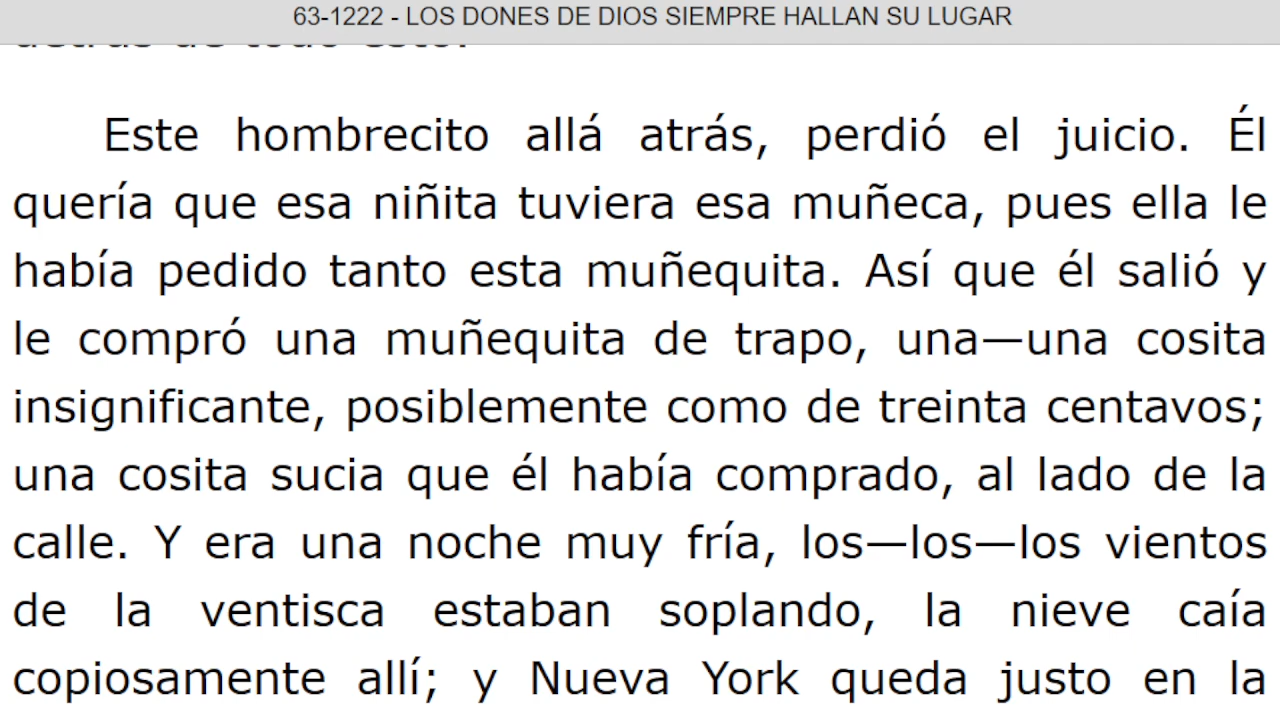 63-1222 - LOS DONES DE DIOS SIEMPRE HALLAN SU LUGAR
detrás de todo esto.
Este hombrecito allá atrás, perdió el juicio. Él
quería que esa niñita tuviera esa muñeca, pues ella le
había pedido tanto esta muñequita. Así que él salió y
le compró una muñequita de trapo, una—una cosita
insignificante, posiblemente como de treinta centavos;
una cosita sucia que él había comprado, al lado de la
calle. Y era una noche muy fría, los—los—los vientos
de la ventisca estaban soplando, la nieve caía
copiosamente allí; y Nueva York queda justo en la